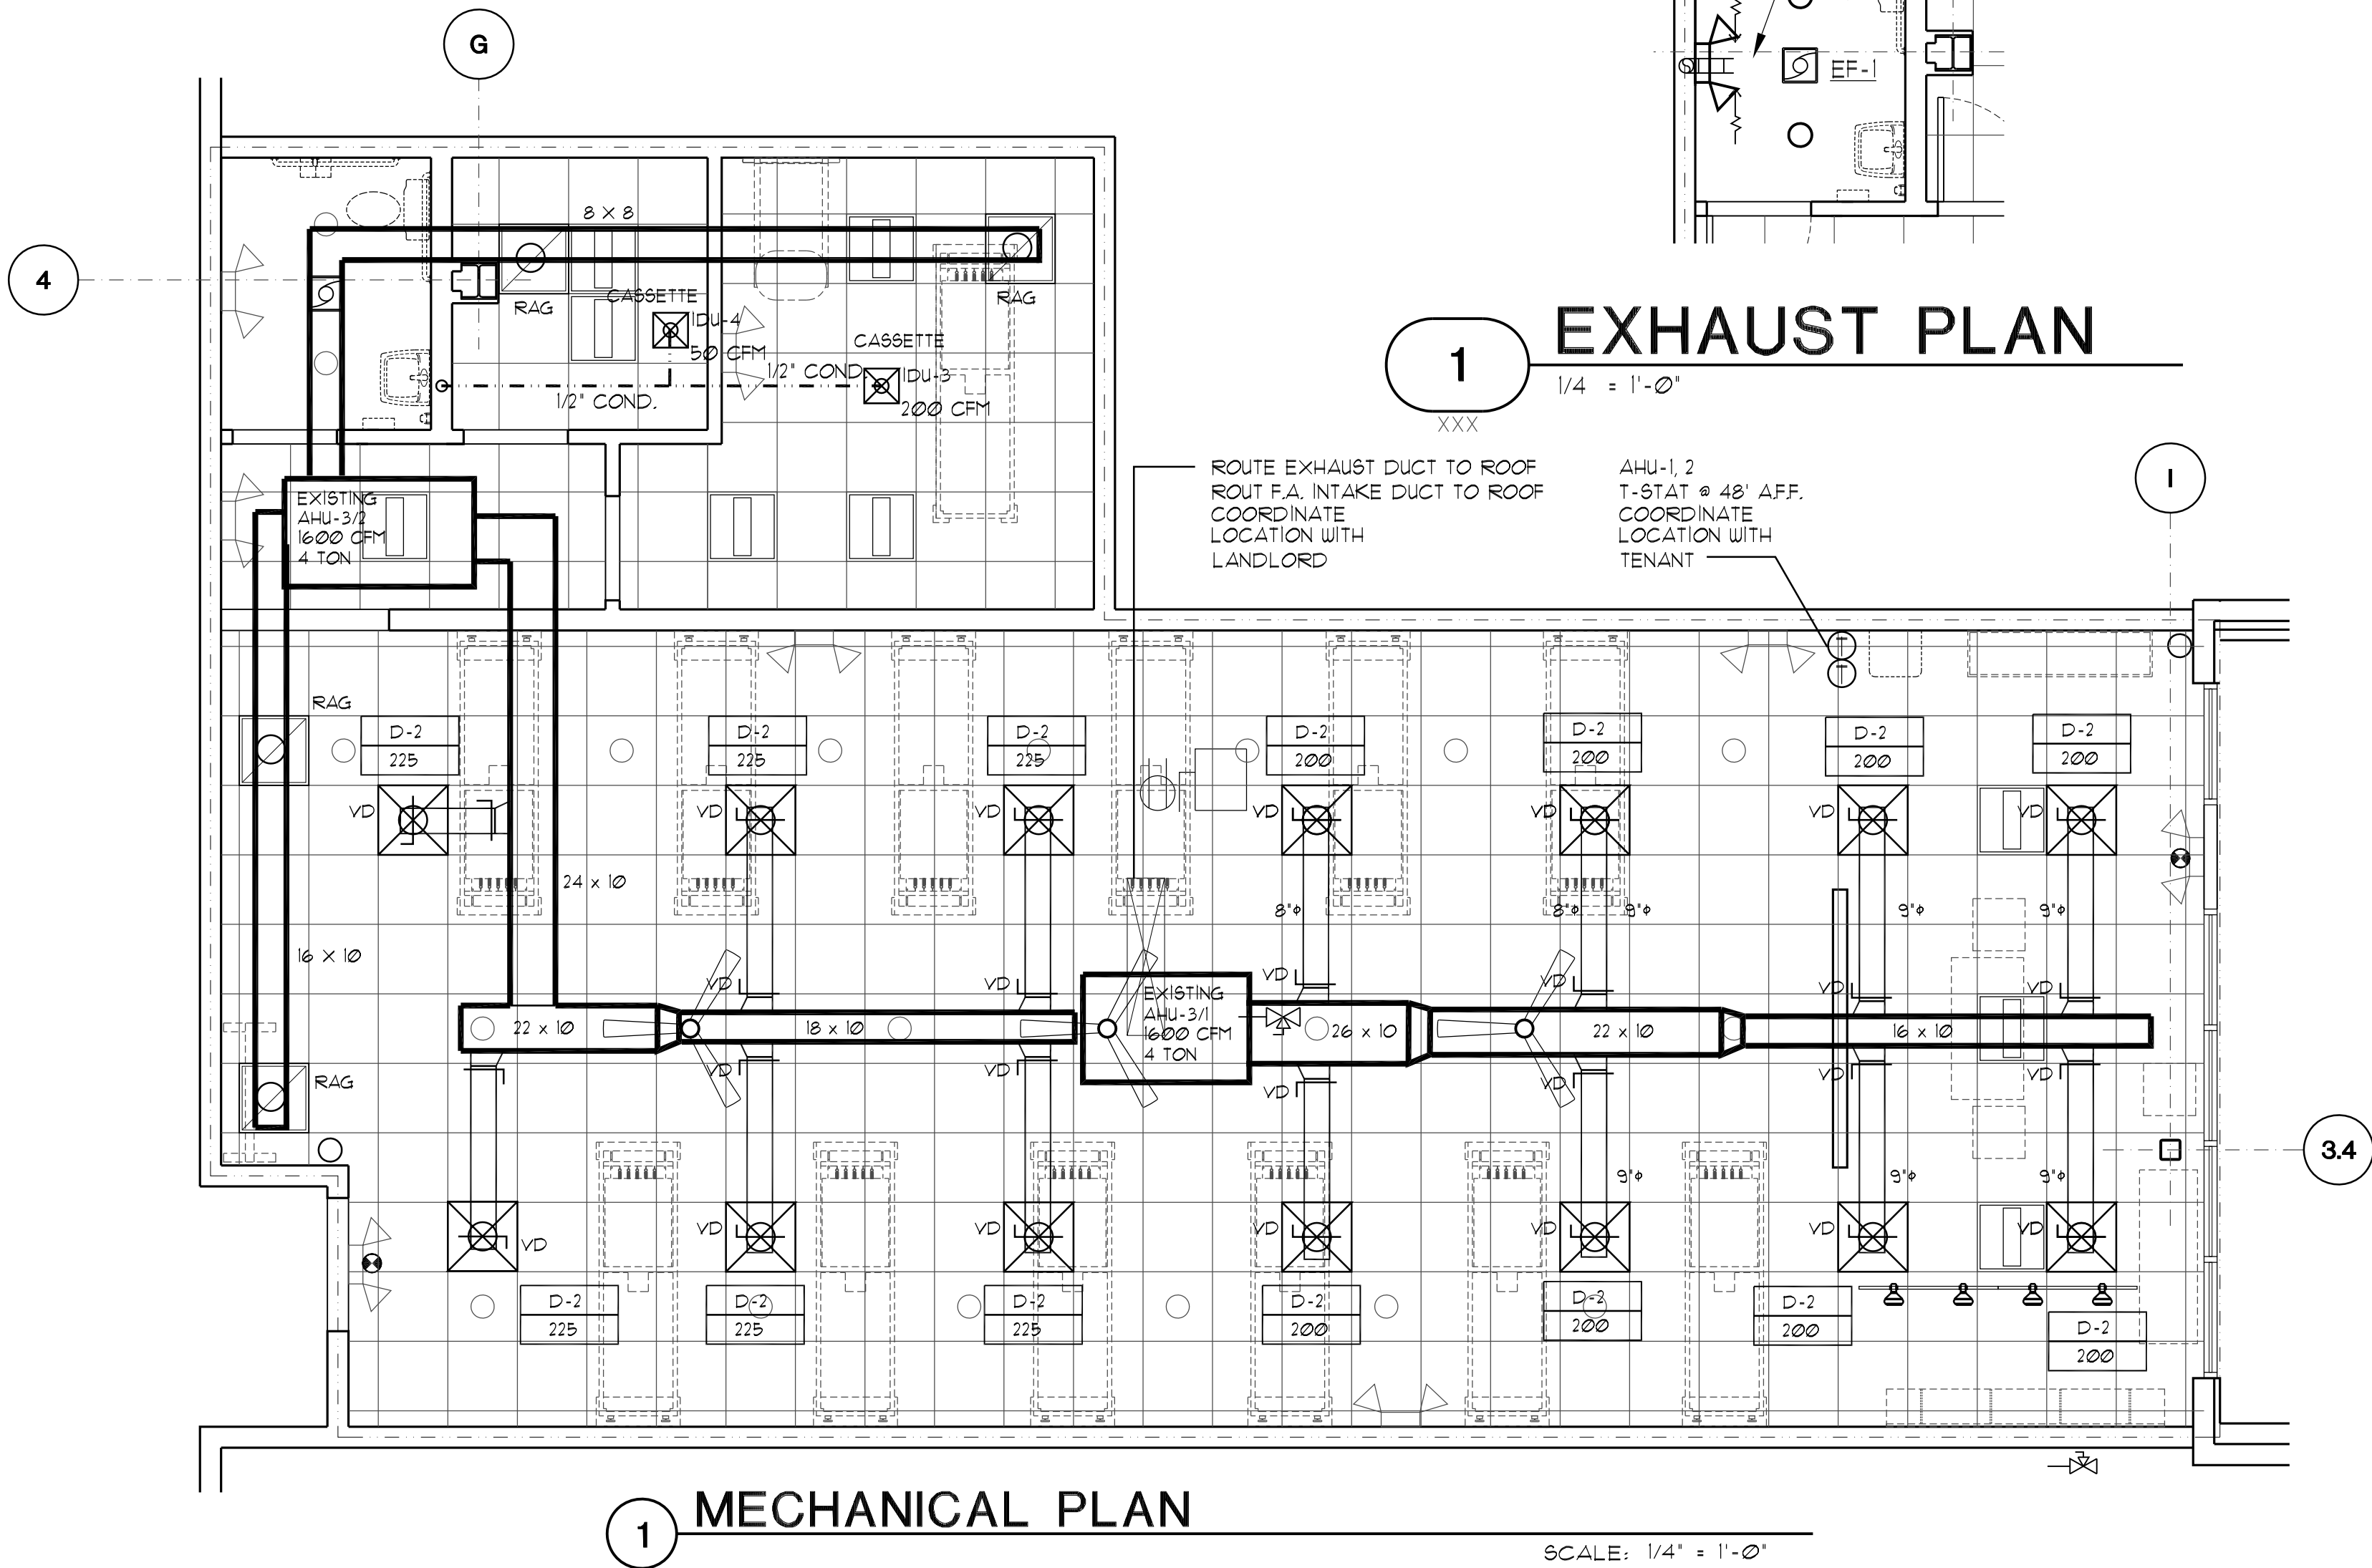 G
EF-1
4
8 X 8
RAG
CASSETTE
RAG
IDU-4
50 CFM
CASSETTE
1/2" COND.
IDU-3
200 CFM
1/2" COND.
1
EXHAUST PLAN
1/4 = 1'-0"
XXX
ROUTE EXHAUST DUCT TO ROOF
ROUT F.A. INTAKE DUCT TO ROOF
COORDINATE
LOCATION WITH
LANDLORD
AHU-1, 2
T-STAT @ 48' A.F.F.
COORDINATE
LOCATION WITH
TENANT
I
EXISTING
AHU-3/2
1600 CFM
4 TON
RAG
D-2
225
D-2
225
D-2
225
D-2
200
D-2
200
D-2
200
D-2
200
VD
VD
VD
VD
VD
VD
VD
24 x 10
8"φ
8"φ
9"φ
9"φ
9"φ
16 X 10
VD
VD
VD
VD
VD
VD
EXISTING
AHU-3/1
1600 CFM
4 TON
22 x 10
18 x 10
26 x 10
22 x 10
16 x 10
RAG
VD
VD
VD
VD
VD
VD
3.4
9"φ
9"φ
9"φ
VD
VD
VD
VD
VD
VD
VD
D-2
225
D-2
225
D-2
225
D-2
200
D-2
200
D-2
200
D-2
200
1
MECHANICAL PLAN
SCALE: 1/4" = 1'-0"